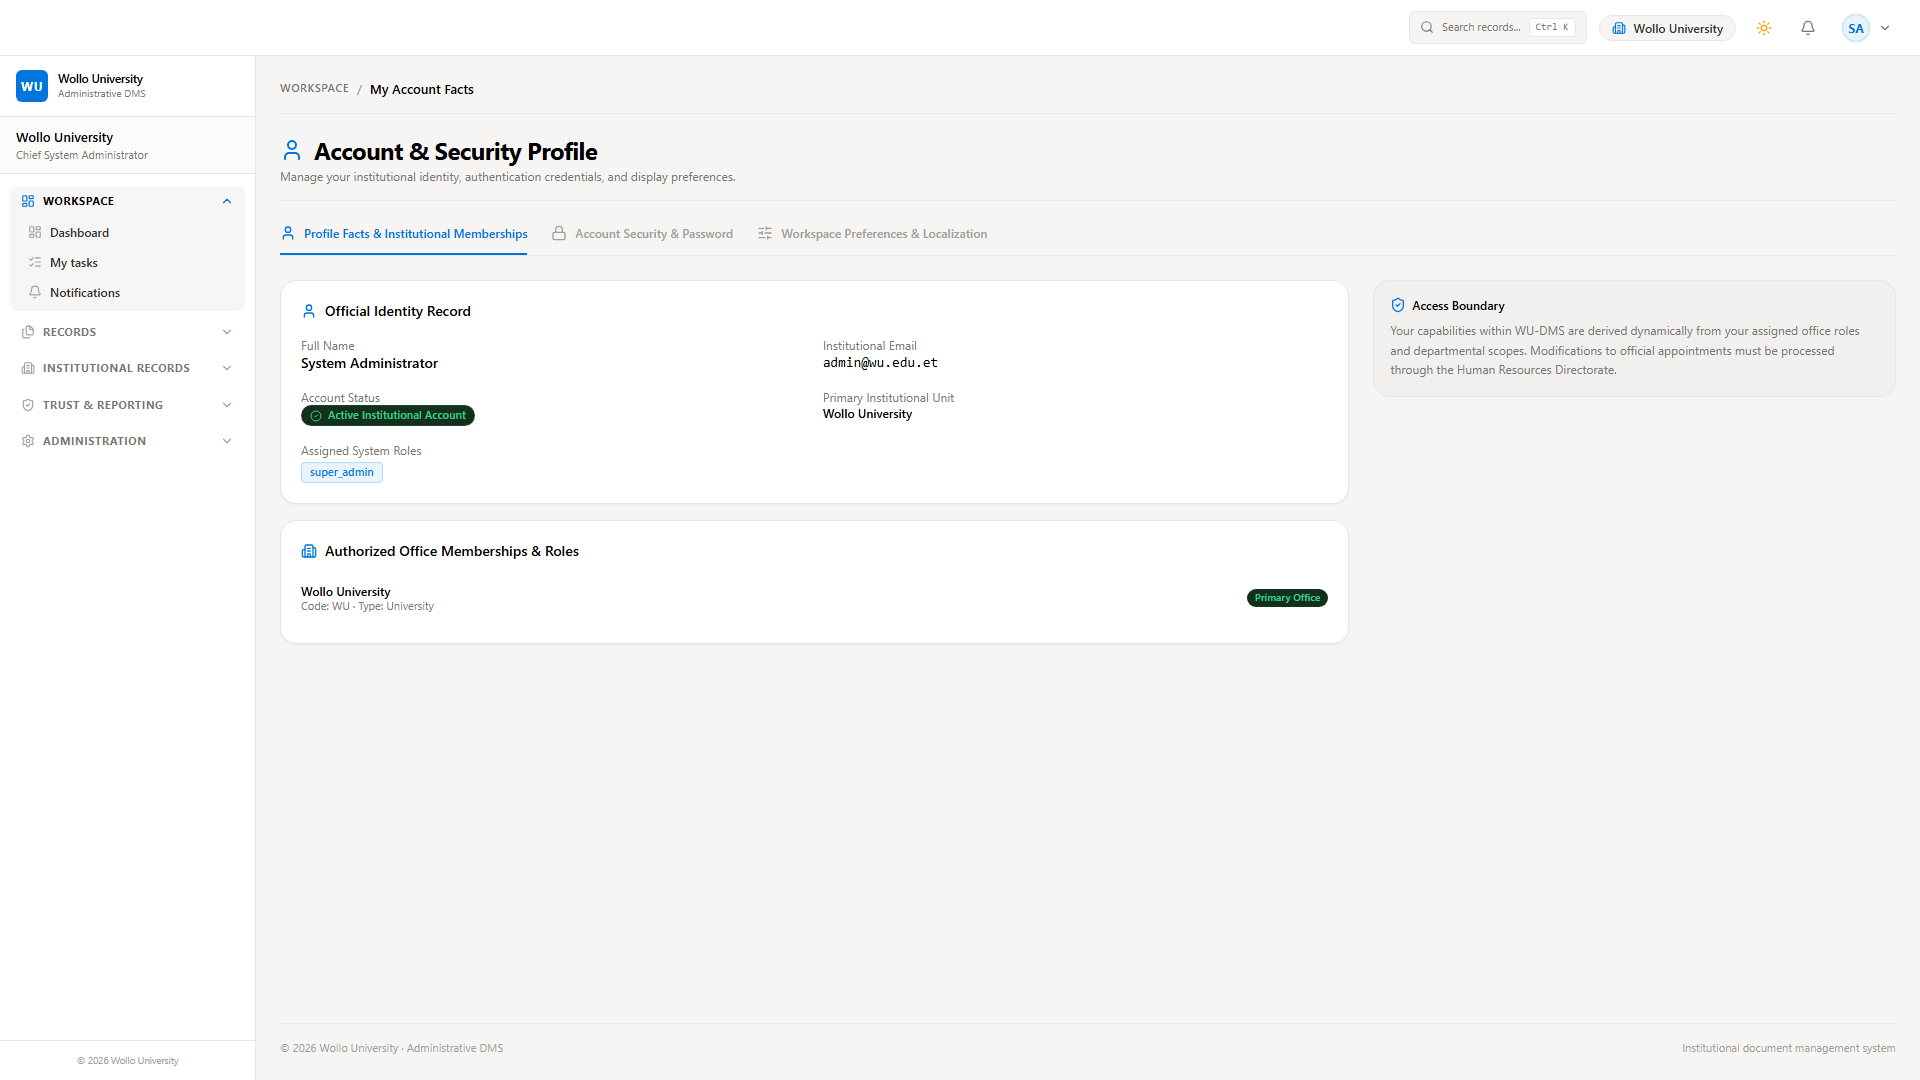 Search records... Ctrl K
Wollo University
SA
WU
Wollo University
Administrative DMS
Wollo University
Chief System Administrator
WORKSPACE
Dashboard
My tasks
Notifications
RECORDS
INSTITUTIONAL RECORDS
TRUST & REPORTING
ADMINISTRATION
© 2026 Wollo University
WORKSPACE / My Account Facts
Account & Security Profile
Manage your institutional identity, authentication credentials, and display preferences.
Profile Facts & Institutional Memberships
Account Security & Password
Workspace Preferences & Localization
Official Identity Record
Full Name
System Administrator
Institutional Email
admin@wu.edu.et
Account Status
Active Institutional Account
Primary Institutional Unit
Wollo University
Assigned System Roles
super_admin
Authorized Office Memberships & Roles
Wollo University
Code: WU · Type: University
Primary Office
Access Boundary
Your capabilities within WU-DMS are derived dynamically from your assigned office roles
and departmental scopes. Modifications to official appointments must be processed
through the Human Resources Directorate.
© 2026 Wollo University · Administrative DMS
Institutional document management system